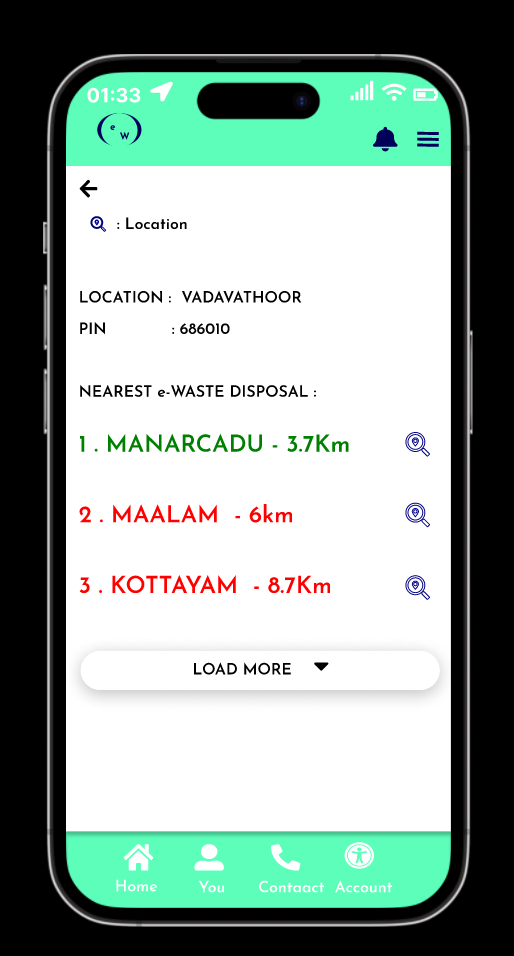 01:33
e w
: Location
LOCATION : VADAVATHOOR
PIN : 686010
NEAREST e-WASTE DISPOSAL :
1 . MANARCADU - 3.7Km
2 . MAALAM - 6km
3 . KOTTAYAM - 8.7Km
LOAD MORE
Home You Contaact Account